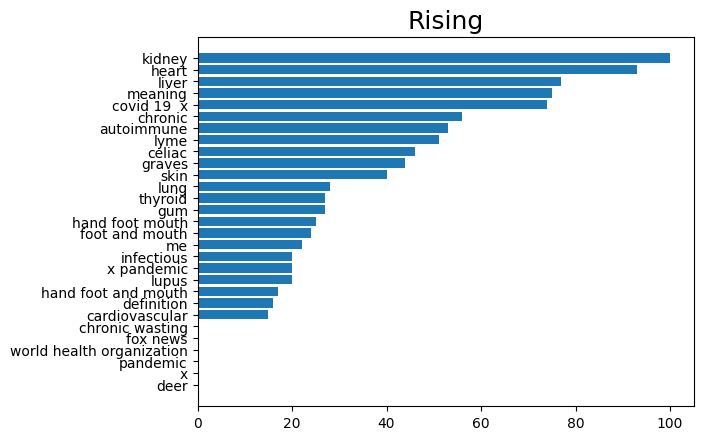 Rising
kidney
heart
liver
meaning
covid 19  x
chronic
autoimmune
lyme
celiac
graves
skin
lung
thyroid
gum
hand foot mouth
foot and mouth
me
infectious
x pandemic
lupus
hand foot and mouth
definition
cardiovascular
chronic wasting
fox news
world health organization
pandemic
x
deer
0 20 40 60 80 100